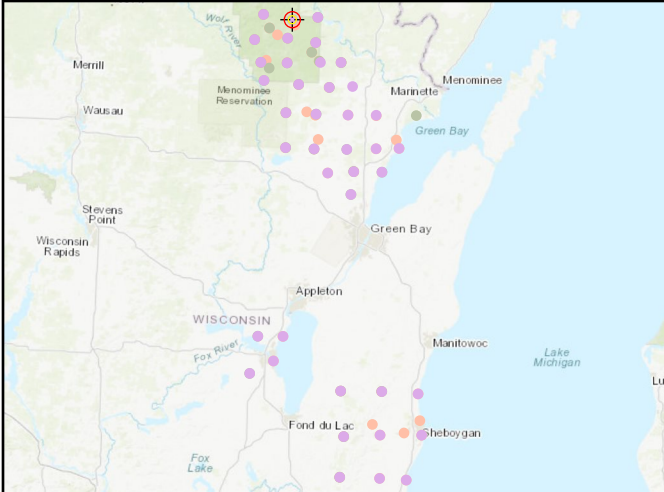 Wolf River
Merrill
Menominee
Menominee
Reservation
Marinette
Wausau
Green Bay
Stevens
Point
Green Bay
Wisconsin
Rapids
Appleton
WISCONSIN
Fox River
Manitowoc
Lake
Michigan
Lu
Fond du Lac
Sheboygan
Fox
Lake